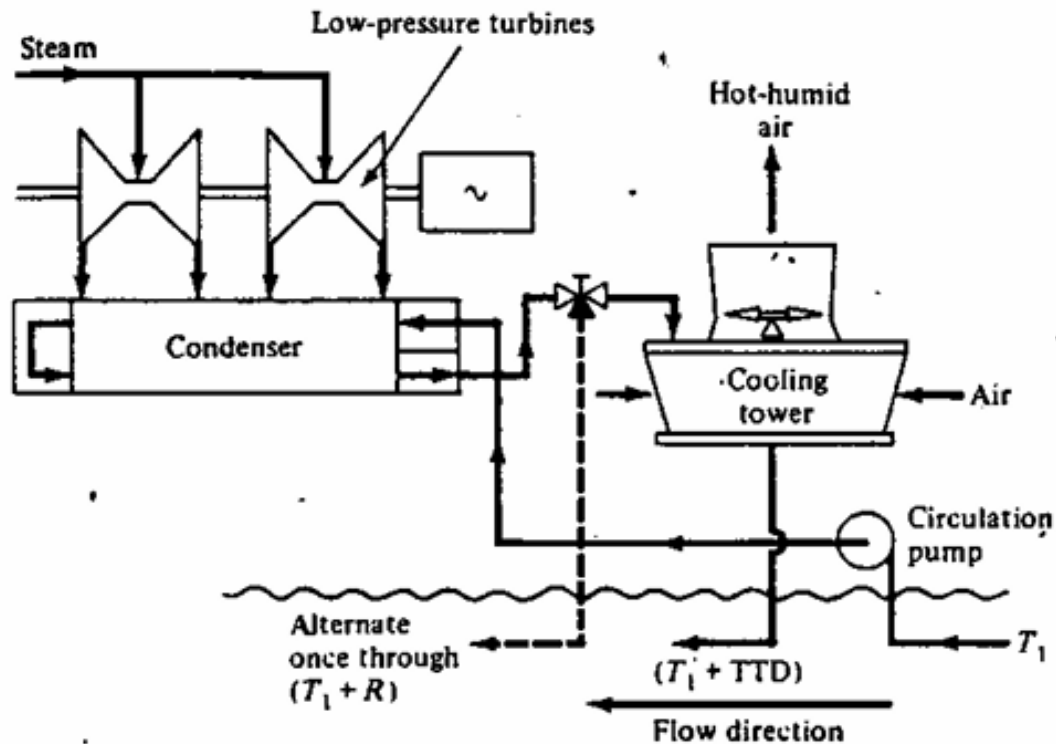 Low-pressure turbines
Steam
Hot-humid
air
~
Condenser
Cooling
tower
Air
Circulation
pump
Alternate
once through
(T₁ + R)
(T₁ + TTD)
T₁
Flow direction